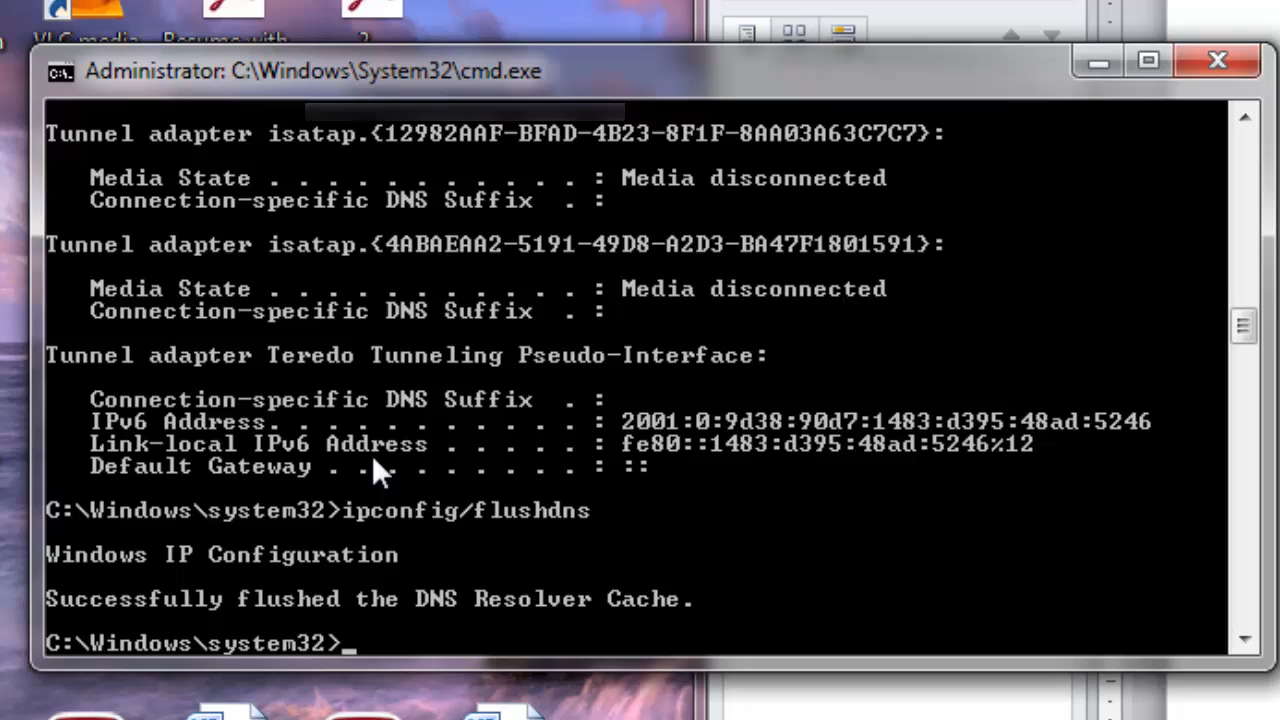 VLC media
Resume with
Administrator: C:\Windows\System32\cmd.exe
Tunnel adapter isatap.{12982AAF-BFAD-4B23-8F1F-8AA03A63C7C7}:
Media State . . . . . . . . . . . : Media disconnected
Connection-specific DNS Suffix  . :
Tunnel adapter isatap.{4ABAEAA2-5191-49D8-A2D3-BA47F1801591}:
Media State . . . . . . . . . . . : Media disconnected
Connection-specific DNS Suffix  . :
Tunnel adapter Teredo Tunneling Pseudo-Interface:
Connection-specific DNS Suffix  . :
IPv6 Address. . . . . . . . . . . : 2001:0:9d38:90d7:1483:d395:48ad:5246
Link-local IPv6 Address . . . . . : fe80::1483:d395:48ad:5246%12
Default Gateway . . . . . . . . . : ::
C:\Windows\system32>ipconfig/flushdns
Windows IP Configuration
Successfully flushed the DNS Resolver Cache.
C:\Windows\system32>_